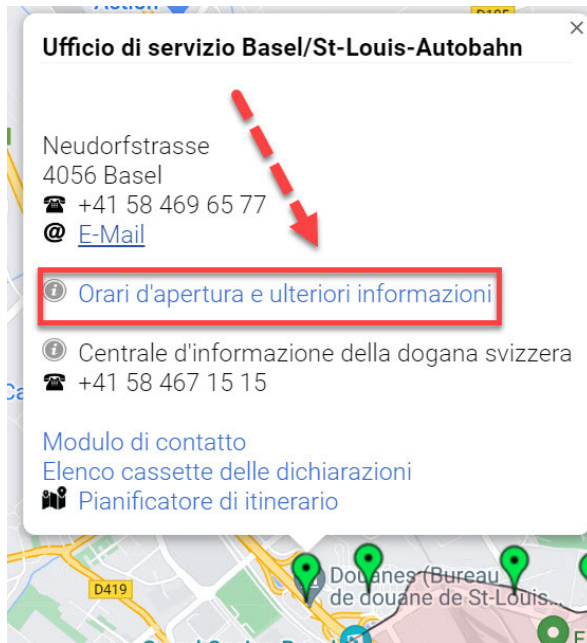 D105
×
Ufficio di servizio Basel/St-Louis-Autobahn
Neudorfstrasse
4056 Basel
☎ +41 58 469 65 77
@ E-Mail
i Orari d'apertura e ulteriori informazioni
i Centrale d'informazione della dogana svizzera
☎ +41 58 467 15 15
Modulo di contatto
Elenco cassette delle dichiarazioni
Pianificatore di itinerario
D419
Douanes (Bureau
de douane de St-Louis...